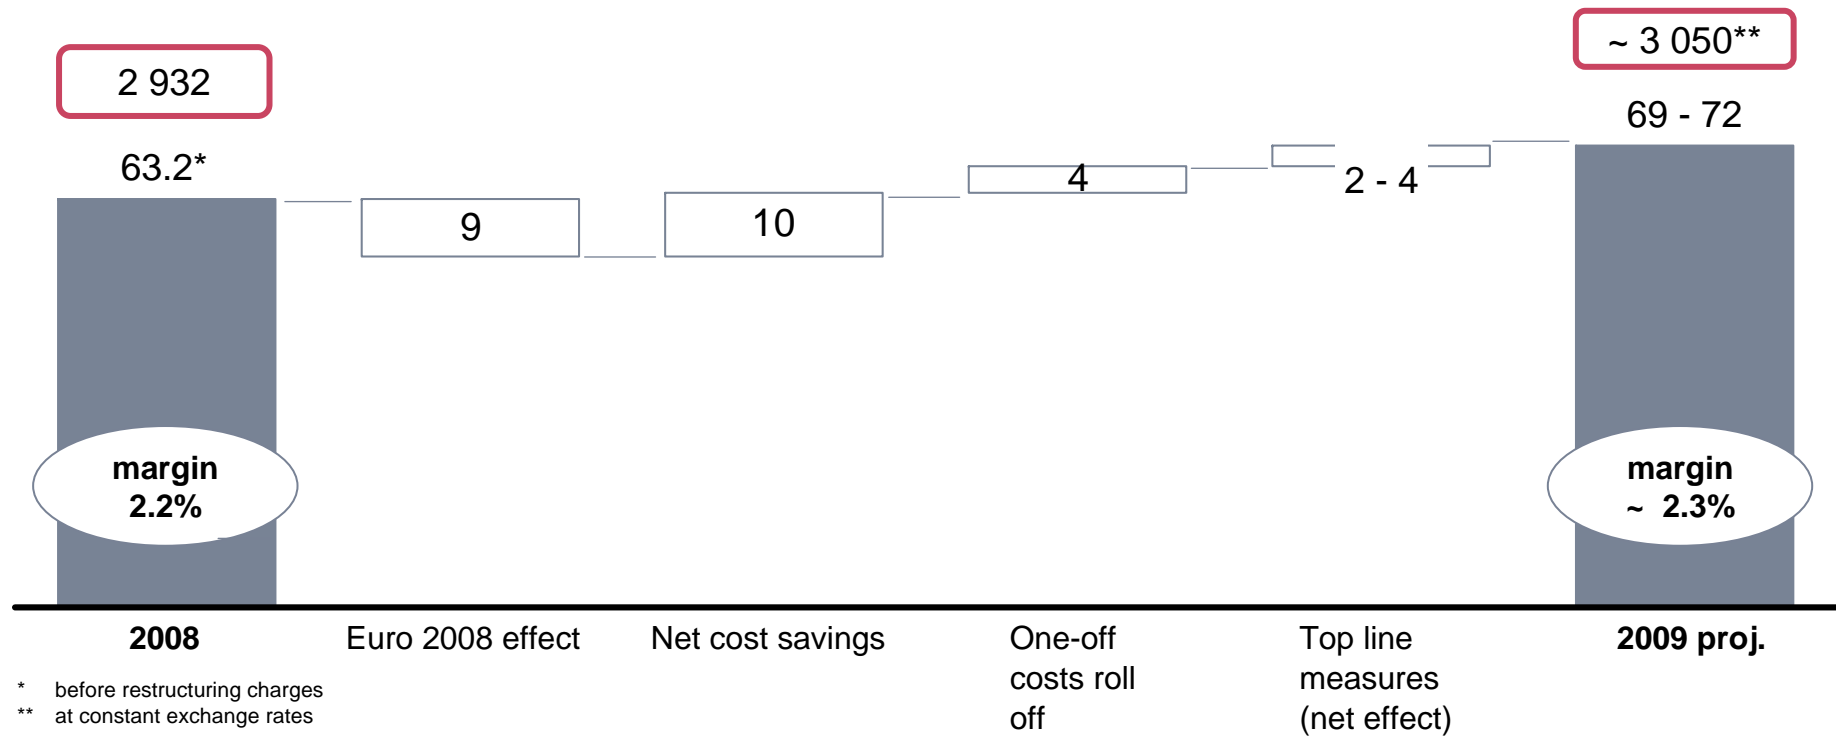 2 932
63.2*
9
10
4
2 - 4
~ 3 050**
69 - 72
margin
2.2%
margin
~ 2.3%
2008
Euro 2008 effect
Net cost savings
One-off
costs roll
off
Top line
measures
(net effect)
2009 proj.
* before restructuring charges
** at constant exchange rates